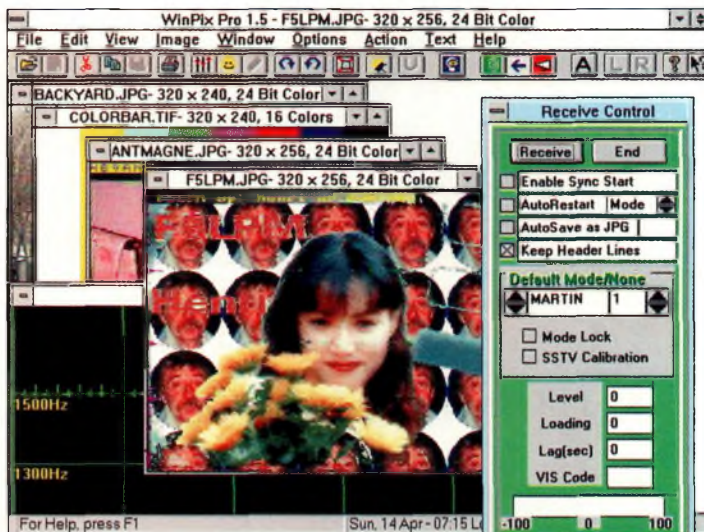 WinPix Pro 1.5 - F5LPM.JPG- 320 x 256, 24 Bit Color
File Edit View Image Window Options Action Text Help
A L R ?
BACKYARD.JPG- 320 x 240, 24 Bit Color
COLORBAR.TIF- 320 x 240, 16 Colors
ANTMAGNE.JPG- 320 x 256, 24 Bit Color
F5LPM.JPG- 320 x 256, 24 Bit Color
F5LPM
Henri
1500Hz
1300Hz
Receive Control
Receive End
Enable Sync Start
AutoRestart Mode
AutoSave as JPG
Keep Header Lines
Default Mode/None
MARTIN 1
Mode Lock
SSTV Calibration
Level 0
Loading 0
Lag(sec) 0
VIS Code
-100 0 100
For Help, press F1
Sun, 14 Apr - 07:15